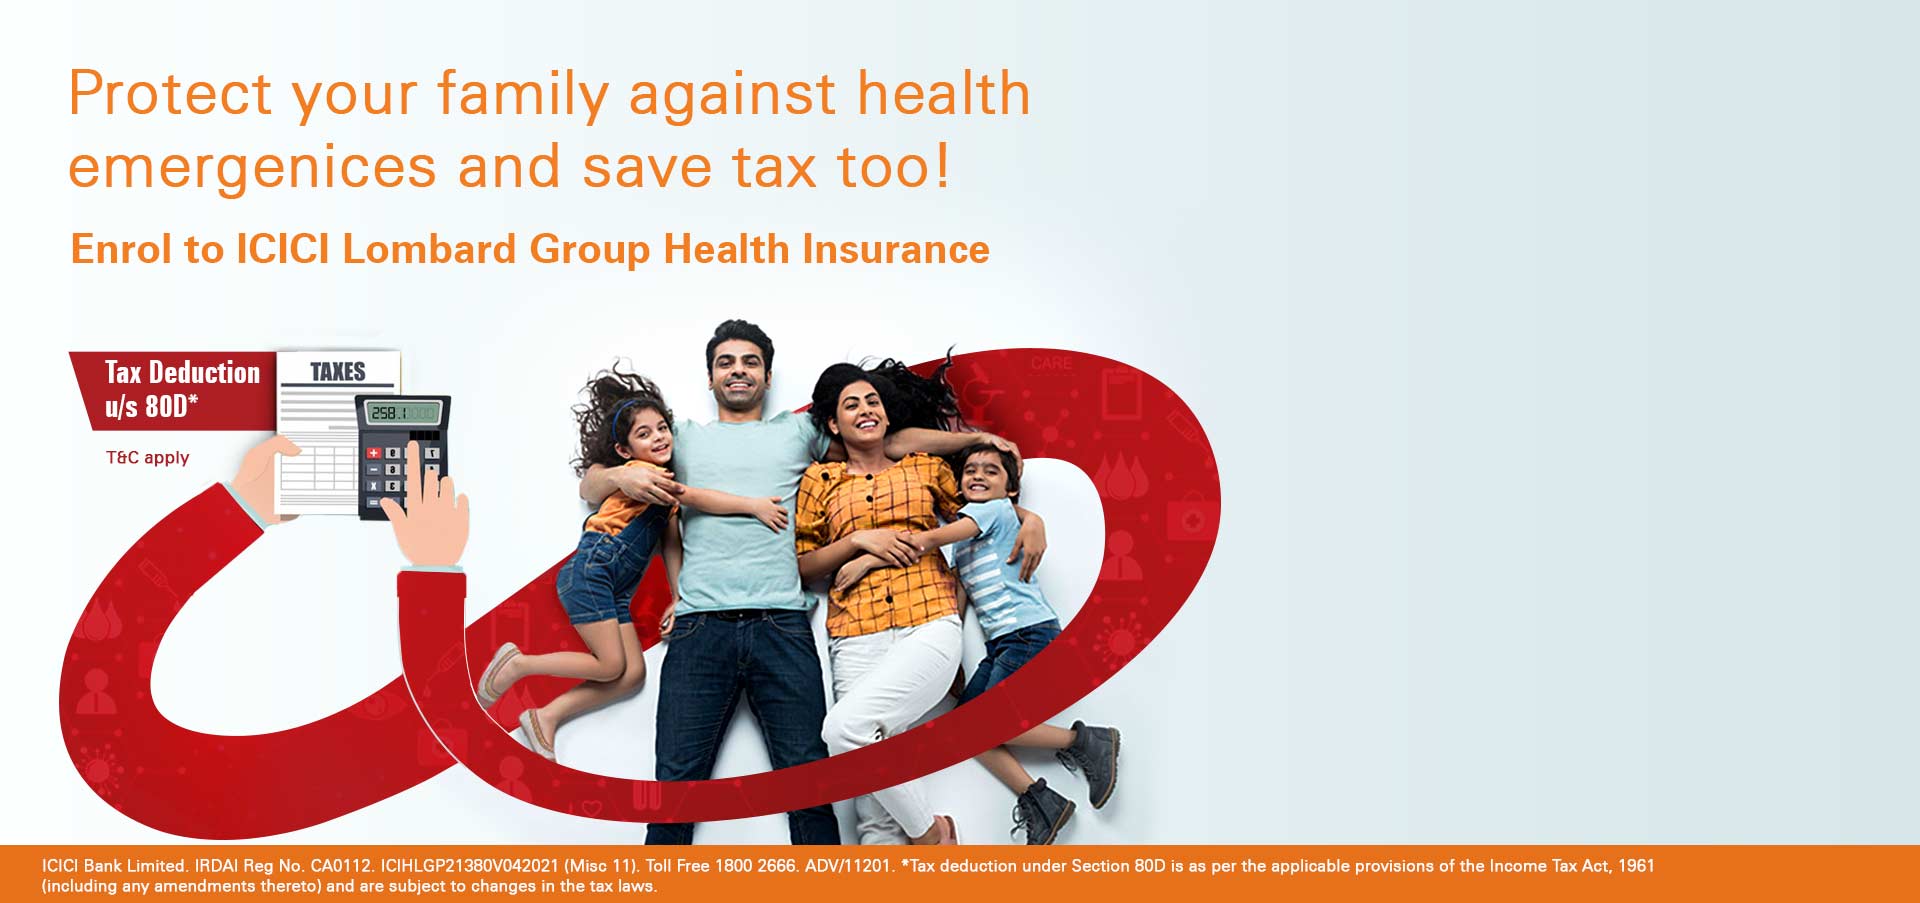 Protect your family against health
emergenices and save tax too!
Enrol to ICICI Lombard Group Health Insurance
Tax Deduction
u/s 80D*
T&C apply
TAXES
258.1
CARE
ICICI Bank Limited. IRDAI Reg No. CA0112. ICIHLGP21380V042021 (Misc 11). Toll Free 1800 2666. ADV/11201. *Tax deduction under Section 80D is as per the applicable provisions of the Income Tax Act, 1961
(including any amendments thereto) and are subject to changes in the tax laws.